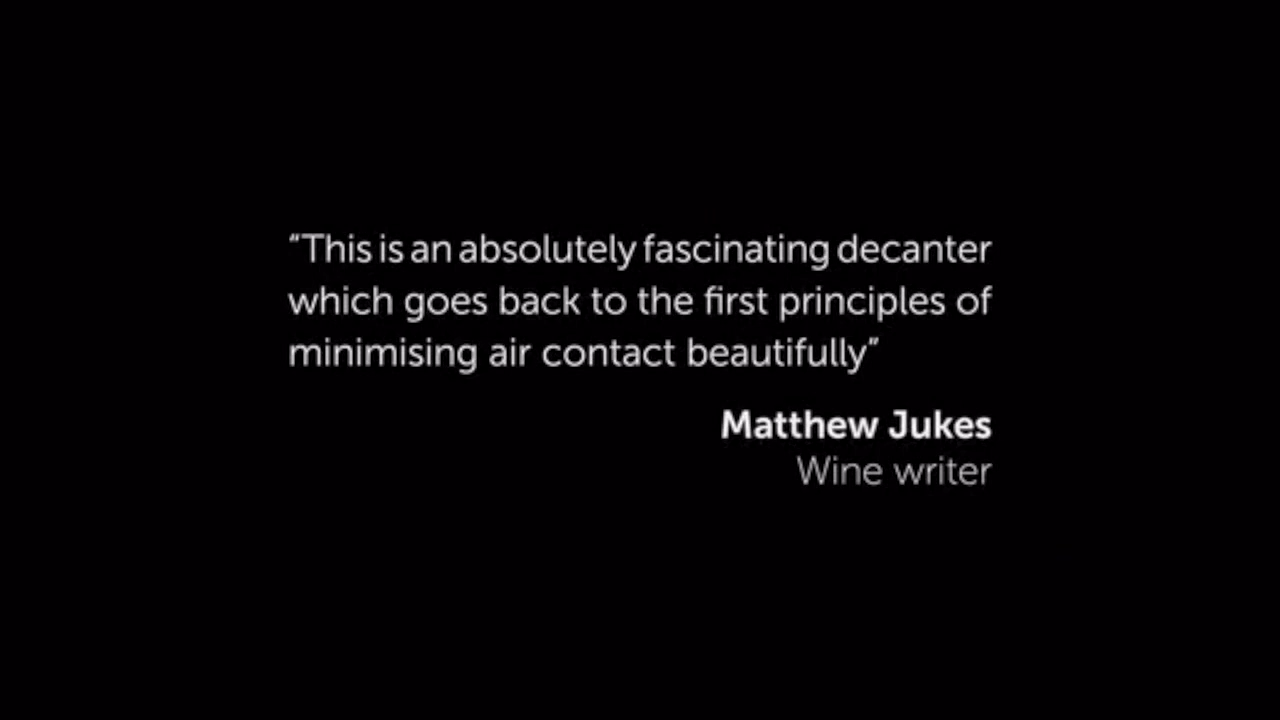 “This is an absolutely fascinating decanter
which goes back to the first principles of
minimising air contact beautifully”
Matthew Jukes
Wine writer